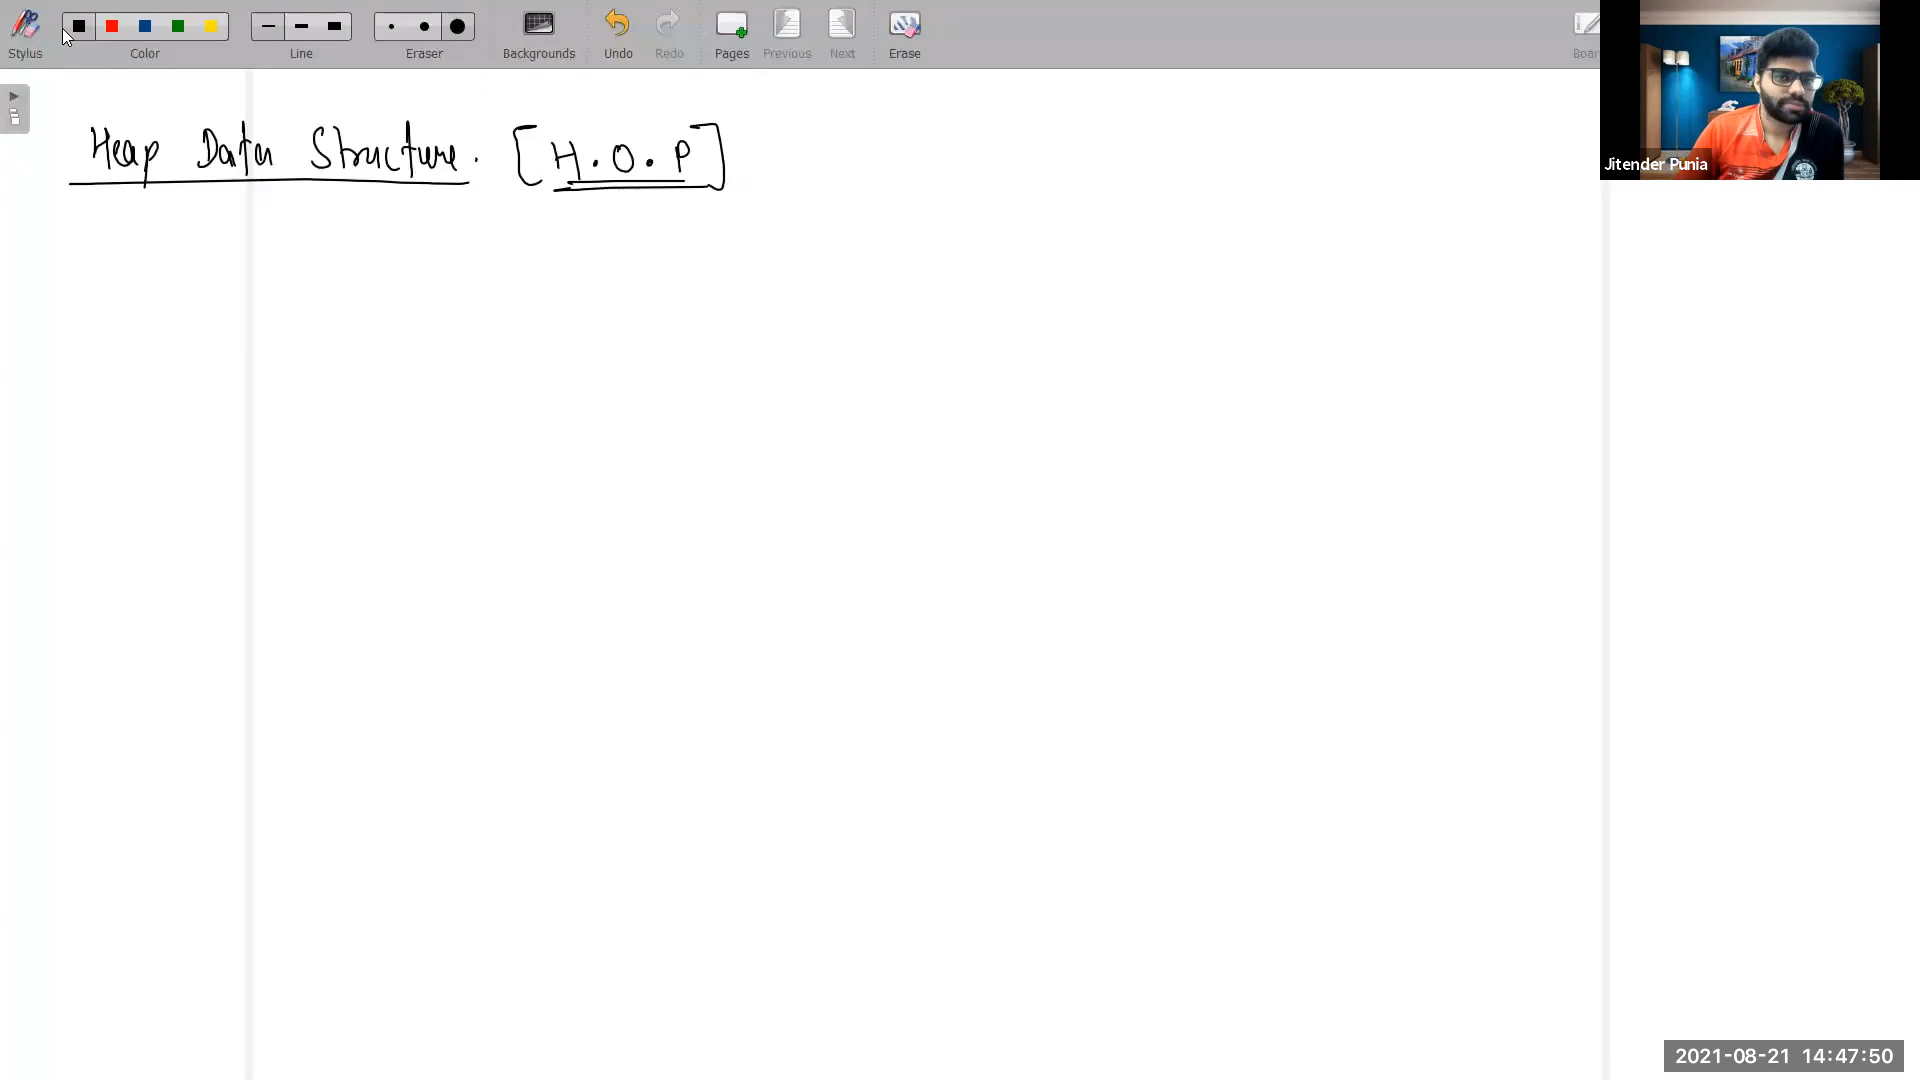 Stylus Color Line Eraser Backgrounds Undo Redo Pages Previous Next Erase
Jitender Punia
Heap Data Structure. [H.O.P]
2021-08-21 14:47:50